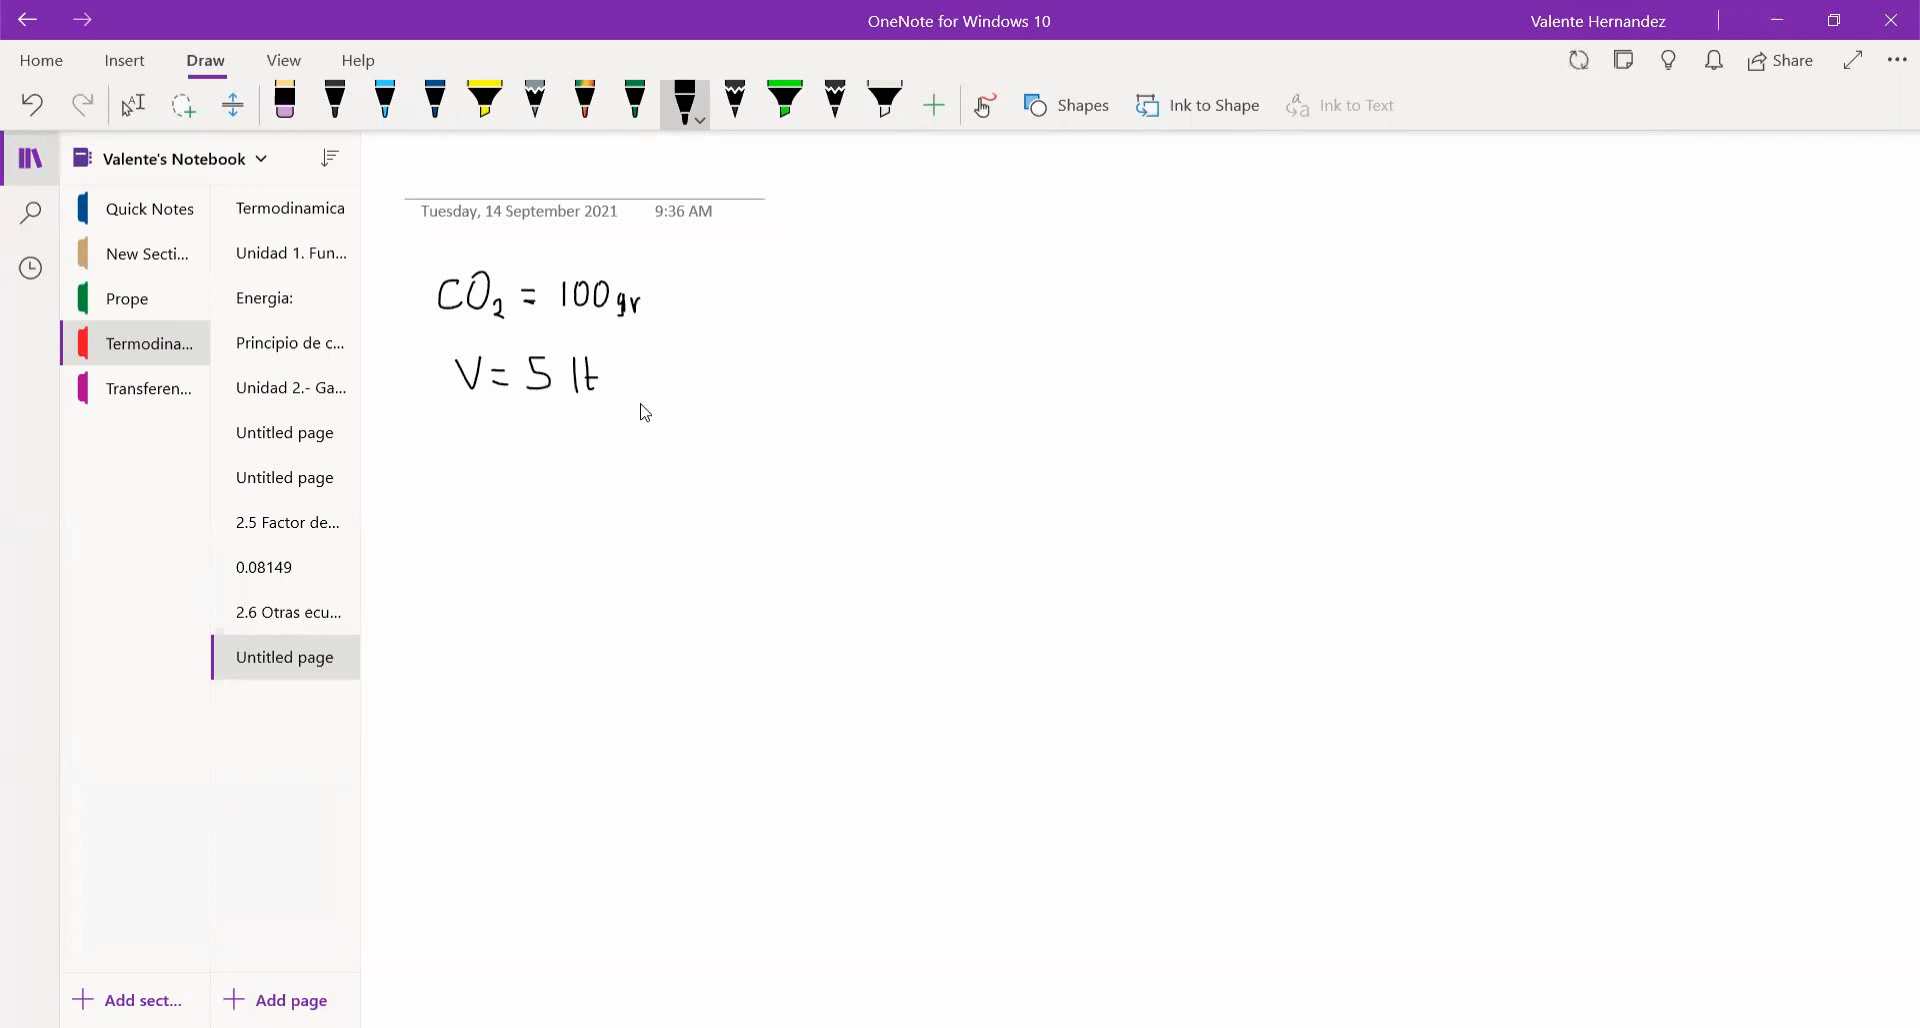 OneNote for Windows 10
Valente Hernandez
Home Insert Draw View Help
Share
Shapes
Ink to Shape
Ink to Text
Valente's Notebook
Quick Notes
New Secti...
Prope
Termodina...
Transferen...
Termodinamica
Unidad 1. Fun...
Energia:
Principio de c...
Unidad 2.- Ga...
Untitled page
Untitled page
2.5 Factor de...
0.08149
2.6 Otras ecu...
Untitled page
Add sect...
Add page
Tuesday, 14 September 2021 9:36 AM
CO₂ = 100gr
V = 5 lt